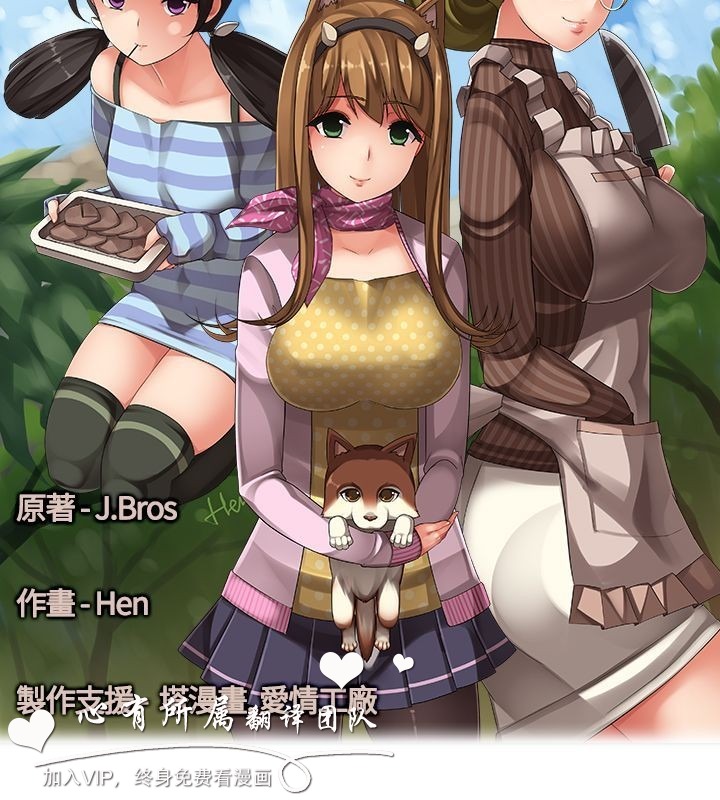 原著 - J.Bros
Hen
作畫 - Hen
製作支援 塔漫畫 愛情工廠
心有所属翻译团队
加入VIP，终身免费看漫画